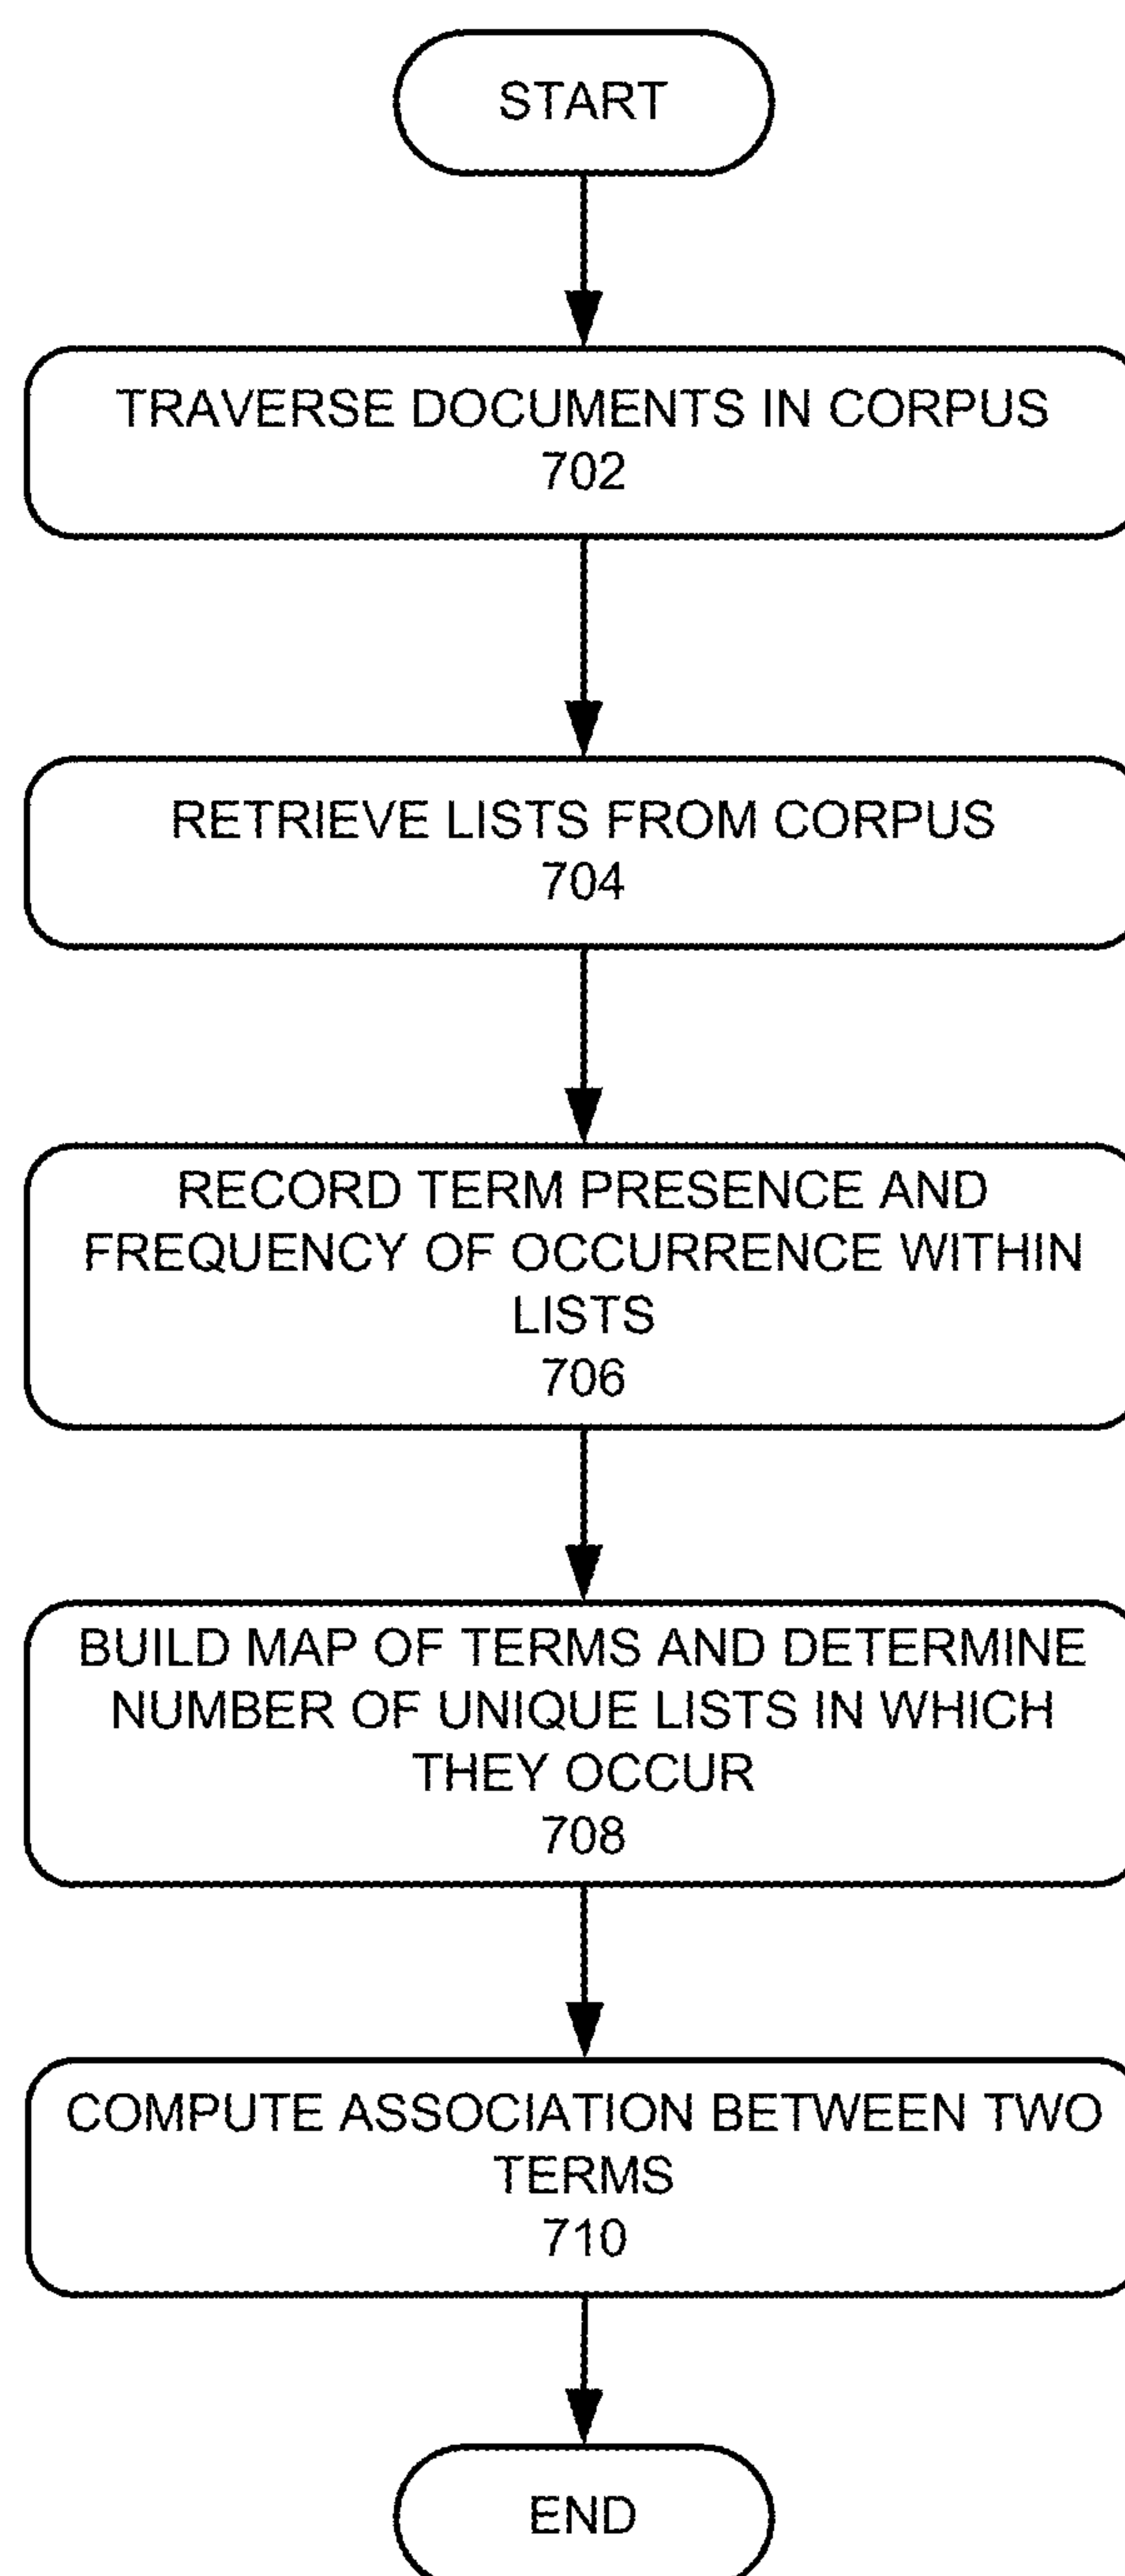 START
TRAVERSE DOCUMENTS IN CORPUS
702
RETRIEVE LISTS FROM CORPUS
704
RECORD TERM PRESENCE AND
FREQUENCY OF OCCURRENCE WITHIN
LISTS
706
BUILD MAP OF TERMS AND DETERMINE
NUMBER OF UNIQUE LISTS IN WHICH
THEY OCCUR
708
COMPUTE ASSOCIATION BETWEEN TWO
TERMS
710
END